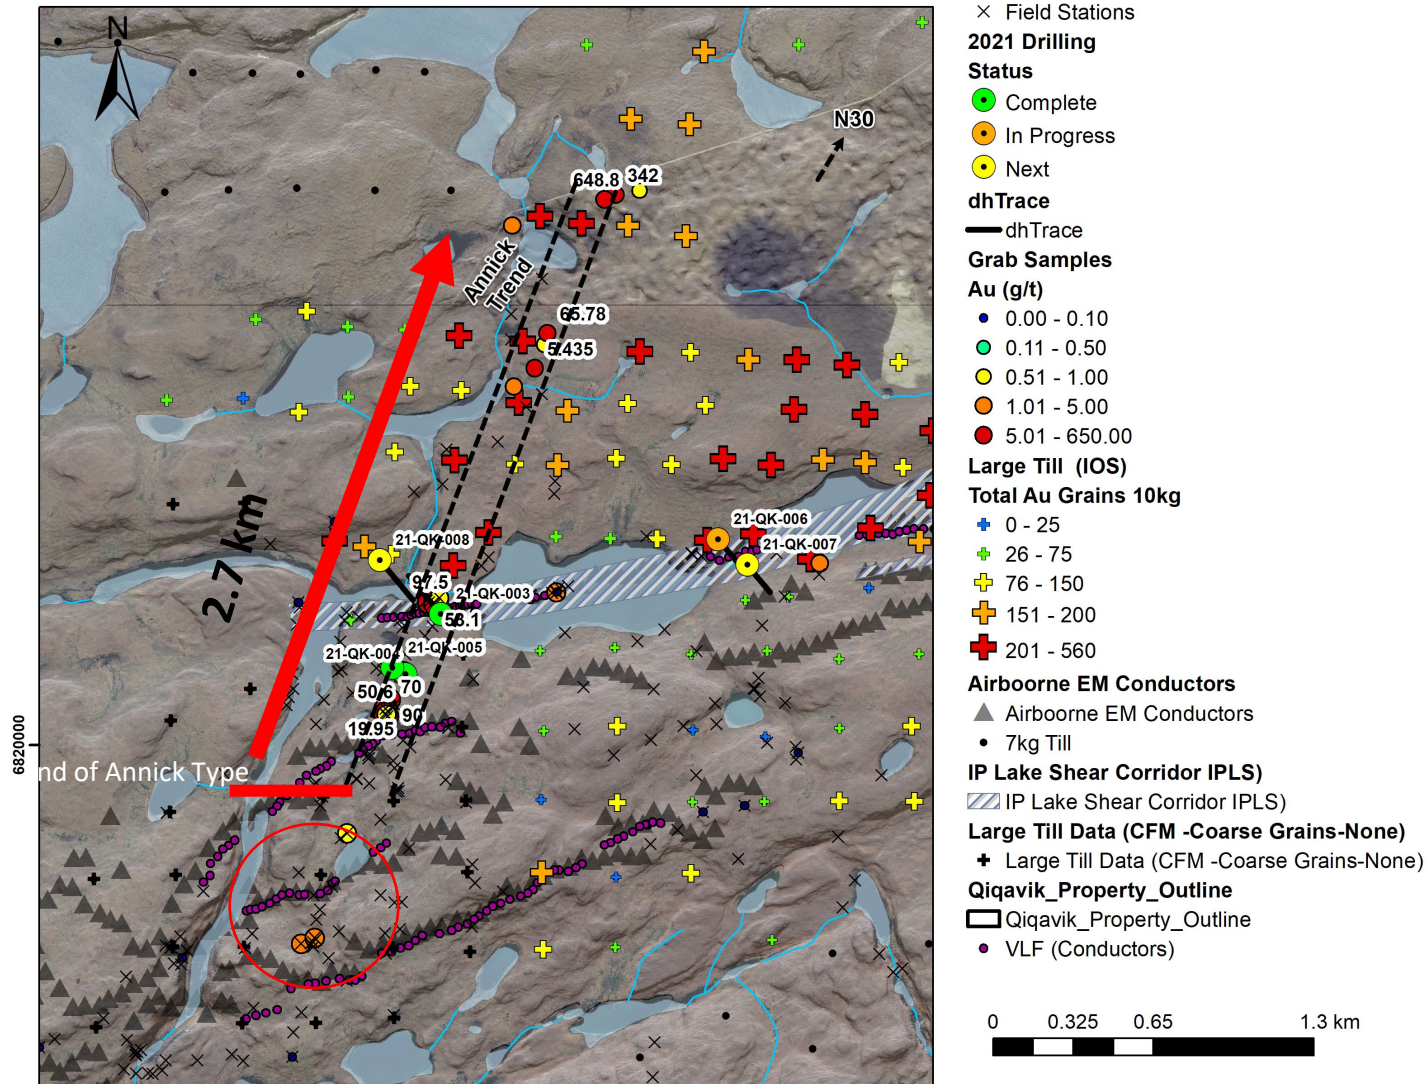 N
N30
648.8
342
Annick
Trend
65.78
5.435
2.7 km
21-QK-006
21-QK-008
21-QK-007
97.5
21-QK-003
53.1
21-QK-004
21-QK-005
50.6
70
90
19.95
6820000
nd of Annick Type
Field Stations
2021 Drilling
Status
Complete
In Progress
Next
dhTrace
dhTrace
Grab Samples
Au (g/t)
0.00 - 0.10
0.11 - 0.50
0.51 - 1.00
1.01 - 5.00
5.01 - 650.00
Large Till (IOS)
Total Au Grains 10kg
0 - 25
26 - 75
76 - 150
151 - 200
201 - 560
Airboorne EM Conductors
Airboorne EM Conductors
7kg Till
IP Lake Shear Corridor IPLS)
IP Lake Shear Corridor IPLS)
Large Till Data (CFM -Coarse Grains-None)
Large Till Data (CFM -Coarse Grains-None)
Qiqavik_Property_Outline
Qiqavik_Property_Outline
VLF (Conductors)
0 0.325 0.65 1.3 km